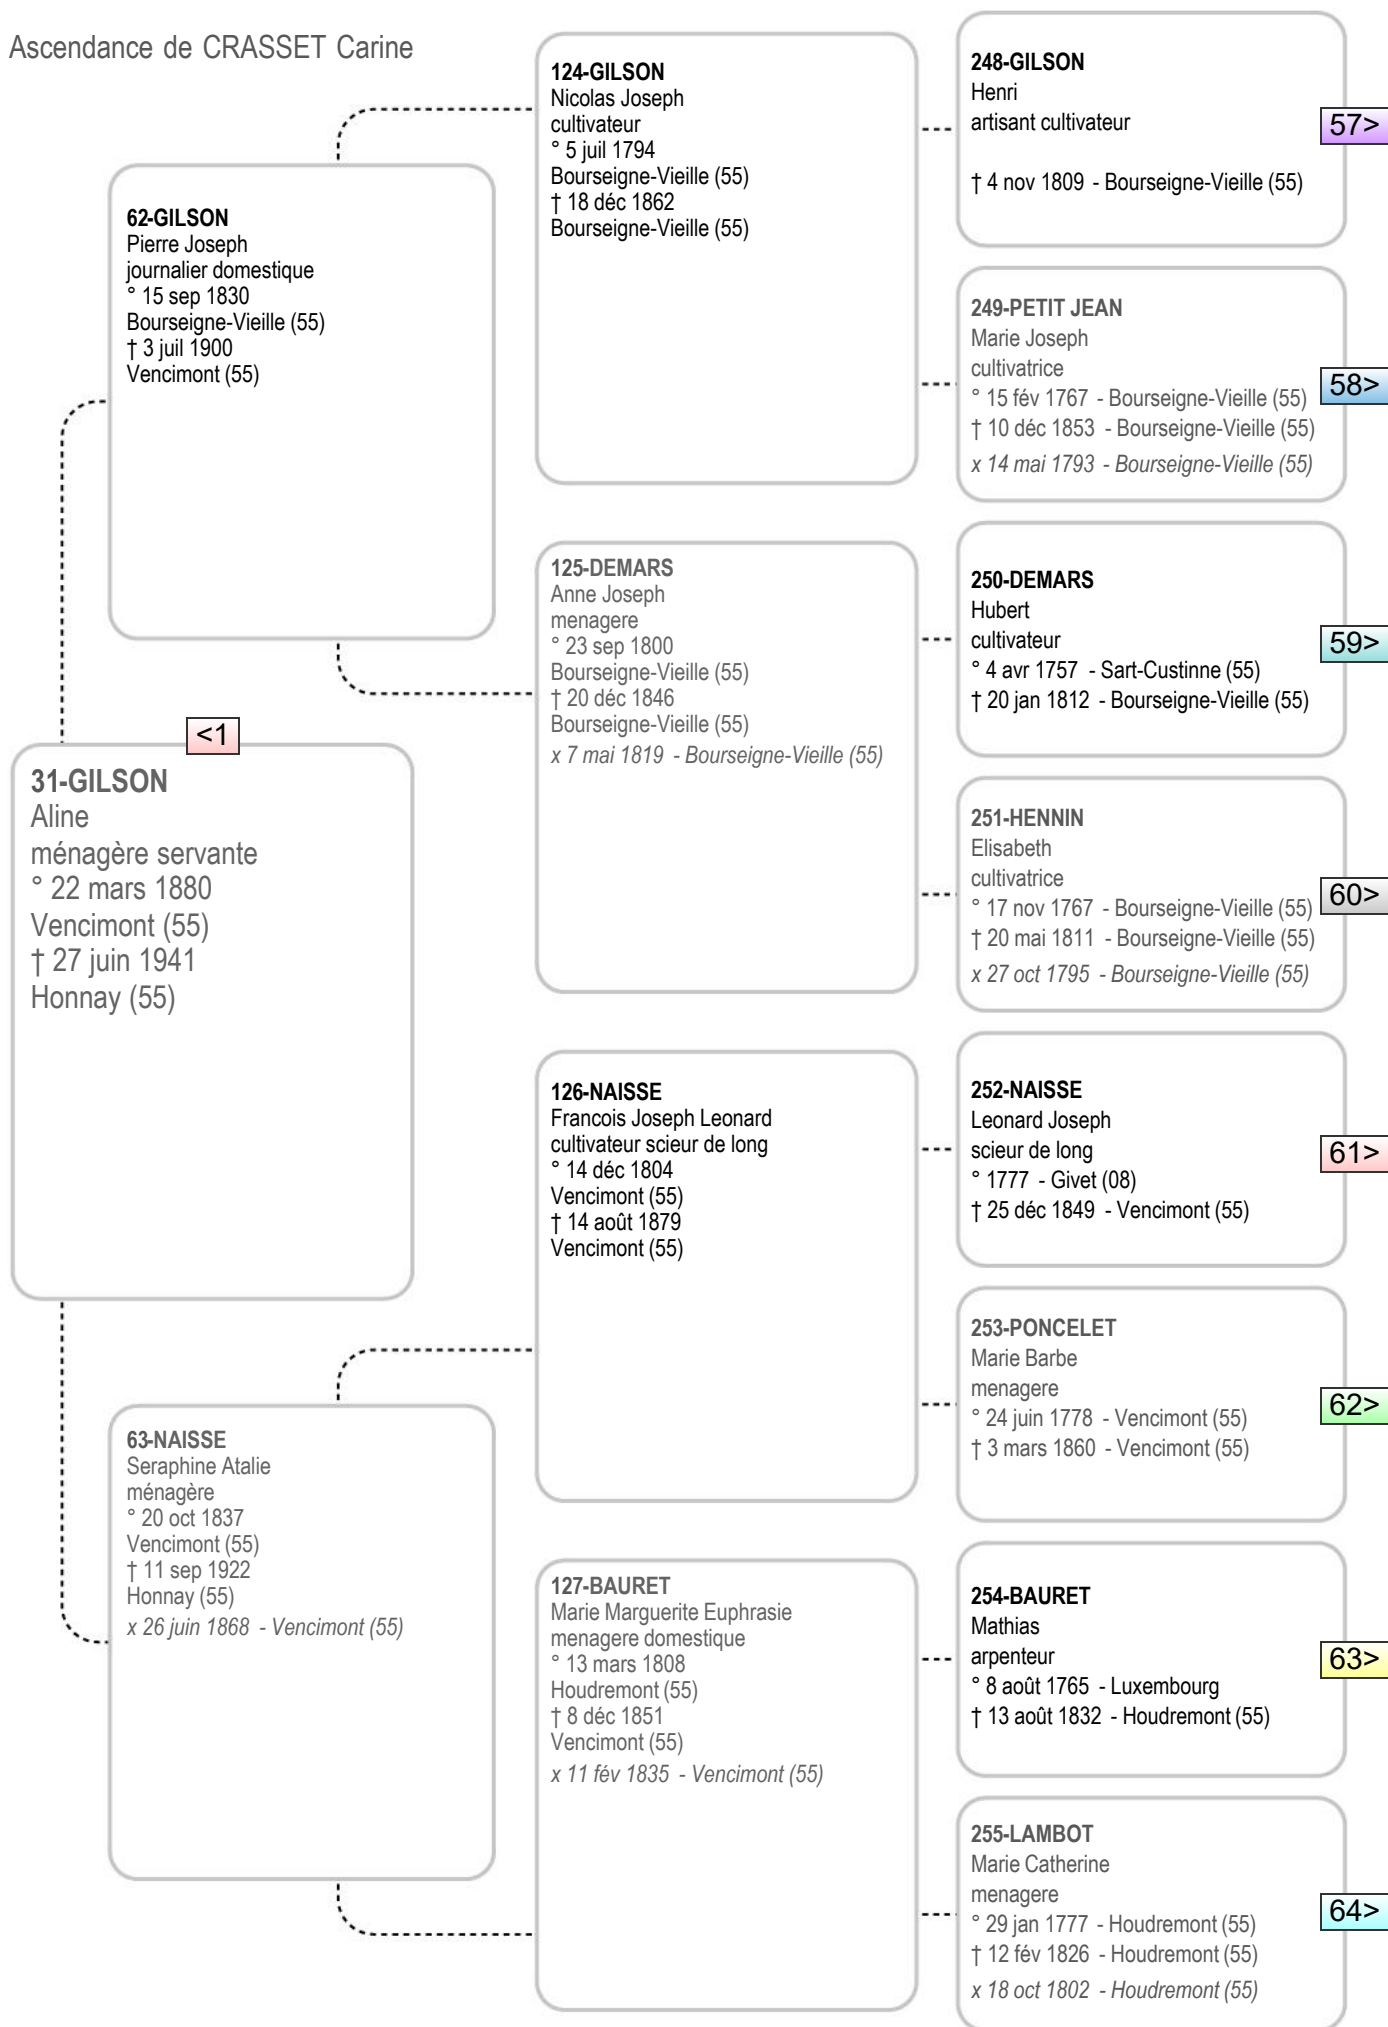 Ascendance de CRASSET Carine
<1
31-GILSON
Aline
ménagère servante
° 22 mars 1880
Vencimont (55)
† 27 juin 1941
Honnay (55)
62-GILSON
Pierre Joseph
journalier domestique
° 15 sep 1830
Bourseigne-Vieille (55)
† 3 juil 1900
Vencimont (55)
63-NAISSE
Seraphine Atalie
ménagère
° 20 oct 1837
Vencimont (55)
† 11 sep 1922
Honnay (55)
x 26 juin 1868 - Vencimont (55)
124-GILSON
Nicolas Joseph
cultivateur
° 5 juil 1794
Bourseigne-Vieille (55)
† 18 déc 1862
Bourseigne-Vieille (55)
125-DEMARS
Anne Joseph
menagere
° 23 sep 1800
Bourseigne-Vieille (55)
† 20 déc 1846
Bourseigne-Vieille (55)
x 7 mai 1819 - Bourseigne-Vieille (55)
126-NAISSE
Francois Joseph Leonard
cultivateur scieur de long
° 14 déc 1804
Vencimont (55)
† 14 août 1879
Vencimont (55)
127-BAURET
Marie Marguerite Euphrasie
menagere domestique
° 13 mars 1808
Houdremont (55)
† 8 déc 1851
Vencimont (55)
x 11 fév 1835 - Vencimont (55)
248-GILSON
Henri
artisant cultivateur
† 4 nov 1809 - Bourseigne-Vieille (55)
57>
249-PETIT JEAN
Marie Joseph
cultivatrice
° 15 fév 1767 - Bourseigne-Vieille (55)
† 10 déc 1853 - Bourseigne-Vieille (55)
x 14 mai 1793 - Bourseigne-Vieille (55)
58>
250-DEMARS
Hubert
cultivateur
° 4 avr 1757 - Sart-Custinne (55)
† 20 jan 1812 - Bourseigne-Vieille (55)
59>
251-HENNIN
Elisabeth
cultivatrice
° 17 nov 1767 - Bourseigne-Vieille (55)
† 20 mai 1811 - Bourseigne-Vieille (55)
x 27 oct 1795 - Bourseigne-Vieille (55)
60>
252-NAISSE
Leonard Joseph
scieur de long
° 1777 - Givet (08)
† 25 déc 1849 - Vencimont (55)
61>
253-PONCELET
Marie Barbe
menagere
° 24 juin 1778 - Vencimont (55)
† 3 mars 1860 - Vencimont (55)
62>
254-BAURET
Mathias
arpenteur
° 8 août 1765 - Luxembourg
† 13 août 1832 - Houdremont (55)
63>
255-LAMBOT
Marie Catherine
menagere
° 29 jan 1777 - Houdremont (55)
† 12 fév 1826 - Houdremont (55)
x 18 oct 1802 - Houdremont (55)
64>